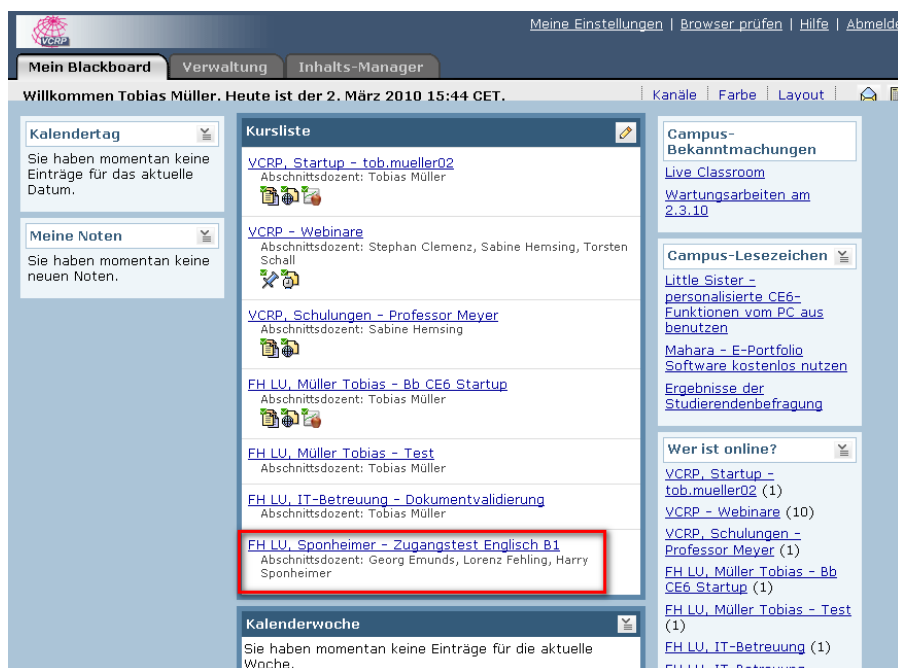 VCRP
Meine Einstellungen | Browser prüfen | Hilfe | Abmelde
Mein Blackboard Verwaltung Inhalts-Manager
Willkommen Tobias Müller. Heute ist der 2. März 2010 15:44 CET.
Kanäle Farbe Layout
Kalendertag
Sie haben momentan keine
Einträge für das aktuelle
Datum.
Meine Noten
Sie haben momentan keine
neuen Noten.
Kursliste
VCRP, Startup - tob.mueller02
Abschnittsdozent: Tobias Müller
VCRP - Webinare
Abschnittsdozent: Stephan Clemenz, Sabine Hemsing, Torsten
Schall
VCRP, Schulungen - Professor Meyer
Abschnittsdozent: Sabine Hemsing
FH LU, Müller Tobias - Bb CE6 Startup
Abschnittsdozent: Tobias Müller
FH LU, Müller Tobias - Test
Abschnittsdozent: Tobias Müller
FH LU, IT-Betreuung - Dokumentvalidierung
Abschnittsdozent: Tobias Müller
FH LU, Sponheimer - Zugangstest Englisch B1
Abschnittsdozent: Georg Emunds, Lorenz Fehling, Harry
Sponheimer
Kalenderwoche
Sie haben momentan keine Einträge für die aktuelle
Woche.
Campus-
Bekanntmachungen
Live Classroom
Wartungsarbeiten am
2.3.10
Campus-Lesezeichen
Little Sister -
personalisierte CE6-
Funktionen vom PC aus
benutzen
Mahara - E-Portfolio
Software kostenlos nutzen
Ergebnisse der
Studierendenbefragung
Wer ist online?
VCRP, Startup -
tob.mueller02 (1)
VCRP - Webinare (10)
VCRP, Schulungen -
Professor Meyer (1)
FH LU, Müller Tobias - Bb
CE6 Startup (1)
FH LU, Müller Tobias - Test
(1)
FH LU, IT-Betreuung (1)
FH LU, IT-Betreuung